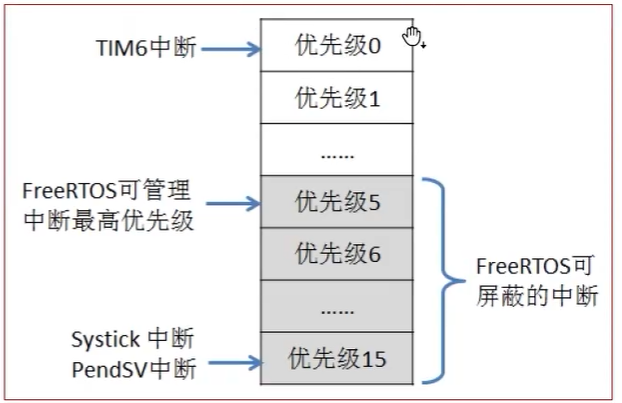 TIM6中断
优先级0
优先级1
……
FreeRTOS可管理
中断最高优先级
优先级5
优先级6
……
FreeRTOS可
屏蔽的中断
Systick 中断
PendSV中断
优先级15